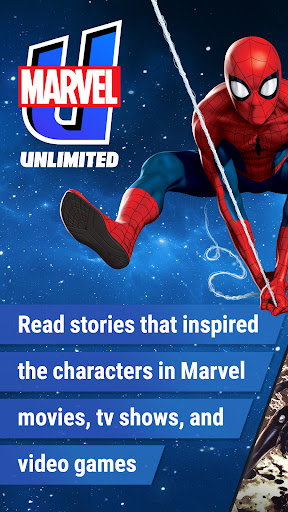 MARVEL
U
UNLIMITED
Read stories that inspired
the characters in Marvel
movies, tv shows, and
video games